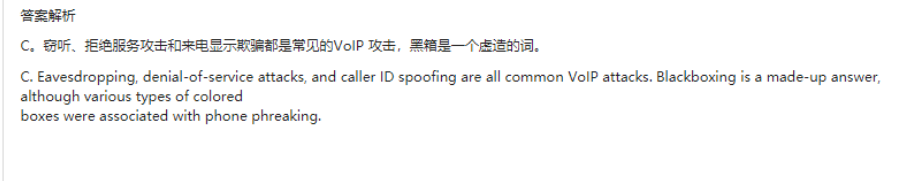 答案解析
C。窃听、拒绝服务攻击和来电显示欺骗都是常见的VoIP 攻击，黑箱是一个虚造的词。
C. Eavesdropping, denial-of-service attacks, and caller ID spoofing are all common VoIP attacks. Blackboxing is a made-up answer,
although various types of colored
boxes were associated with phone phreaking.